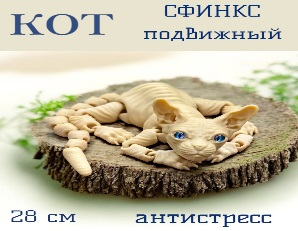 КОТ
СФИНКС
подвижный
28 см
антистресс